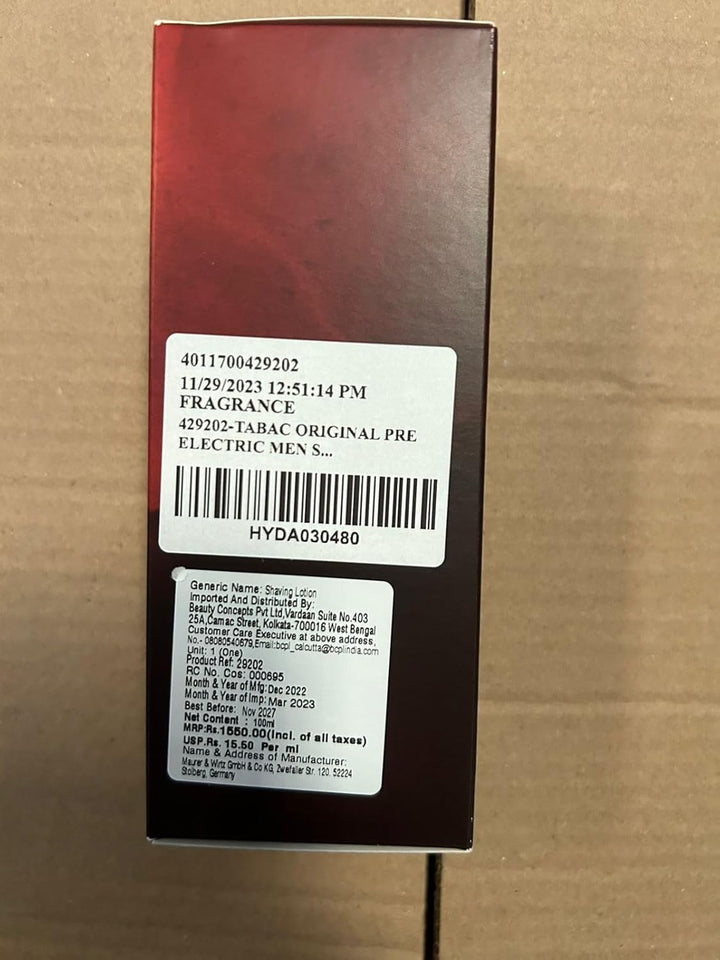 4011700429202
11/29/2023 12:51:14 PM
FRAGRANCE
429202-TABAC ORIGINAL PRE
ELECTRIC MEN S...
HYDA030480
Generic Name: Shaving Lotion
Imported And Distributed By:
Beauty Concepts Pvt Ltd,Vardaan Suite No.403
25A,Camac Street, Kolkata-700016 West Bengal
Customer Care Executive at above address,
No.- 08080540679,Email:bcpl_calcutta@bcplindia.com
Unit: 1 (One)
Product Ref: 29202
RC No. Cos: 000695
Month & Year of Mfg: Dec 2022
Month & Year of Imp: Mar 2023
Best Before: Nov 2027
Net Content : 100ml
MRP:Rs.1550.00(Incl. of all taxes)
USP.Rs. 15.50 Per ml
Name & Address of Manufacturer:
Maurer & Wirtz GmbH & Co KG, Zweifaller Str. 120, 52224
Stolberg, Germany